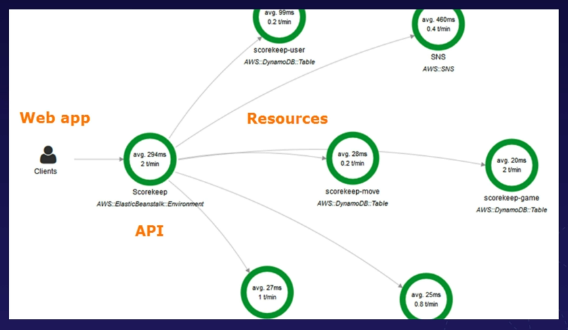 avg. 99ms
0.2 t/min
scorekeep-user
AWS::DynamoDB::Table
avg. 460ms
0.4 t/min
SNS
AWS::SNS
Web app
Resources
Clients
avg. 294ms
2 t/min
Scorekeep
AWS::ElasticBeanstalk::Environment
avg. 28ms
0.2 t/min
scorekeep-move
AWS::DynamoDB::Table
avg. 20ms
2 t/min
scorekeep-game
AWS::DynamoDB::Table
API
avg. 27ms
1 t/min
avg. 25ms
0.8 t/min